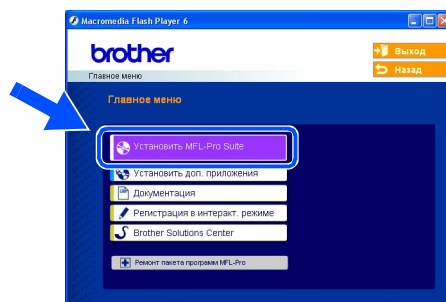 Macromedia Flash Player 6
brother
Выход
Назад
Главное меню
Главное меню
Установить MFL-Pro Suite
Установить доп. приложения
Документация
Регистрация в интеракт. режиме
Brother Solutions Center
Ремонт пакета программ MFL-Pro